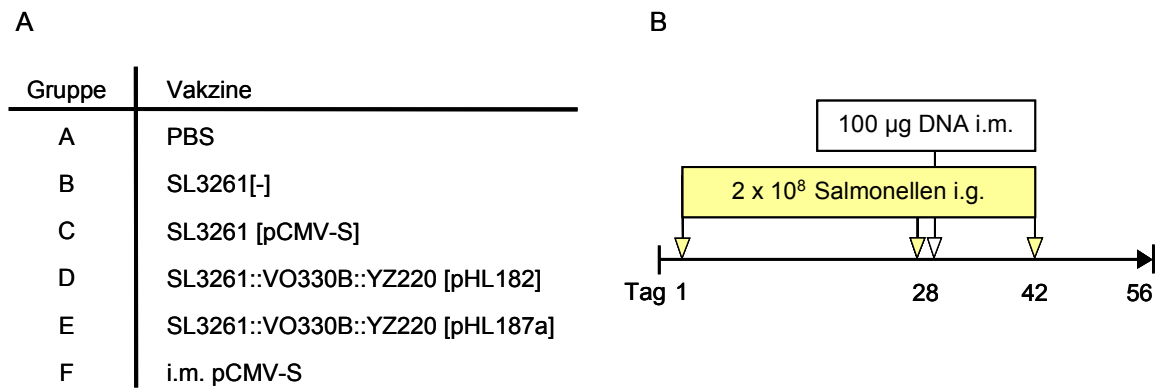 A
Gruppe Vakzine
A PBS
B SL3261[-]
C SL3261 [pCMV-S]
D SL3261::VO330B::YZ220 [pHL182]
E SL3261::VO330B::YZ220 [pHL187a]
F i.m. pCMV-S
B
100 µg DNA i.m.
2 x 10⁸ Salmonellen i.g.
Tag 1 28 42 56